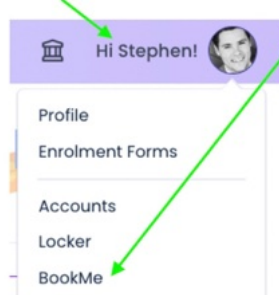 Hi Stephen!
Profile
Enrolment Forms
Accounts
Locker
BookMe